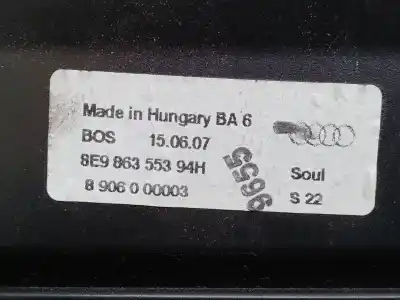 Made in Hungary BA 6
BOS 15.06.07
8E9 863 553 94H
Soul
8 906 0 00003
S 22
9655